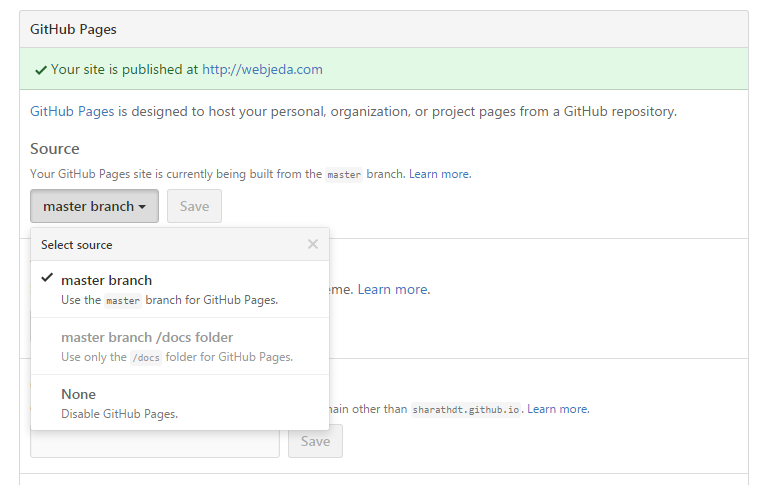 GitHub Pages
Your site is published at http://webjeda.com
GitHub Pages is designed to host your personal, organization, or project pages from a GitHub repository.
Source
Your GitHub Pages site is currently being built from the master branch. Learn more.
master branch Save
Select source
master branch
Use the master branch for GitHub Pages.
eme. Learn more.
master branch /docs folder
Use only the /docs folder for GitHub Pages.
None
Disable GitHub Pages.
main other than sharathdt.github.io. Learn more.
Save